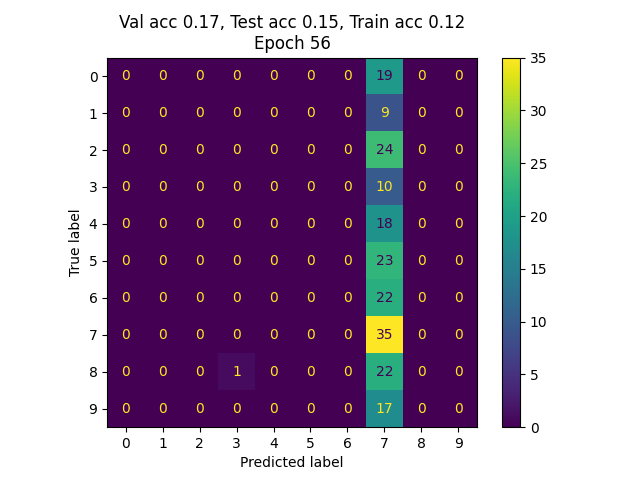 Val acc 0.17, Test acc 0.15, Train acc 0.12
Epoch 56
0 0 0 0 0 0 0 0 19 0 0
1 0 0 0 0 0 0 0 9 0 0
2 0 0 0 0 0 0 0 24 0 0
3 0 0 0 0 0 0 0 10 0 0
4 0 0 0 0 0 0 0 18 0 0
5 0 0 0 0 0 0 0 23 0 0
6 0 0 0 0 0 0 0 22 0 0
7 0 0 0 0 0 0 0 35 0 0
8 0 0 0 1 0 0 0 22 0 0
9 0 0 0 0 0 0 0 17 0 0
0 1 2 3 4 5 6 7 8 9
Predicted label
True label
35
30
25
20
15
10
5
0